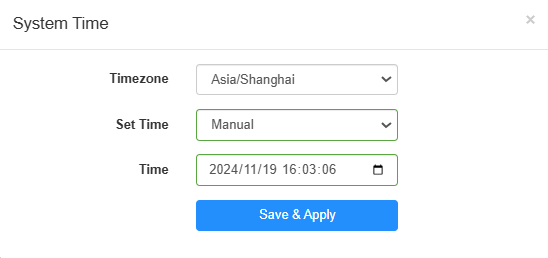 System Time ×
Timezone Asia/Shanghai
Set Time Manual
Time 2024/11/19 16:03:06
Save & Apply